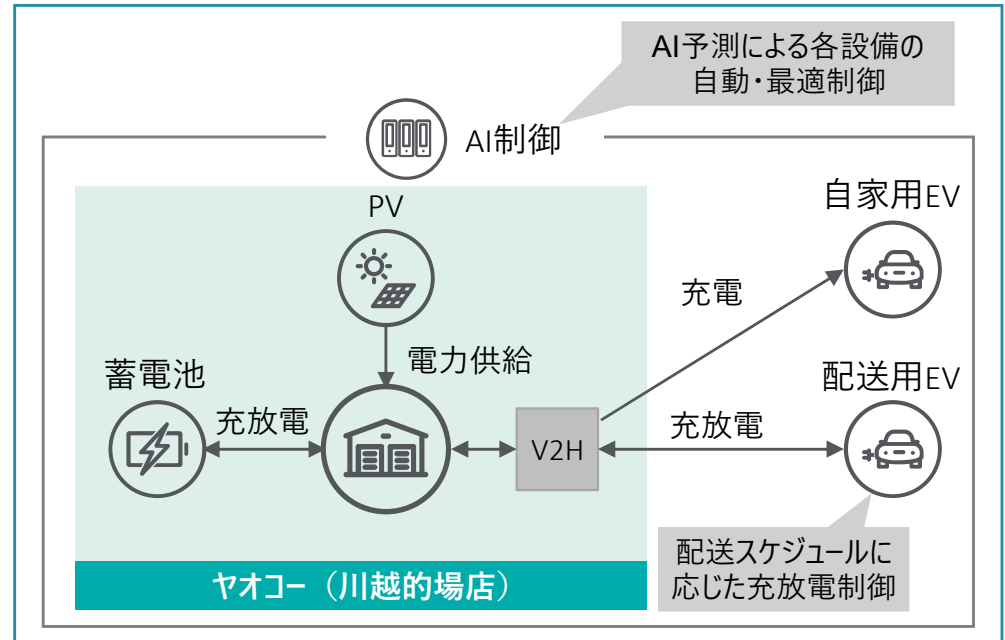 AI予測による各設備の
自動・最適制御
AI制御
PV
自家用EV
充電
電力供給
蓄電池
配送用EV
充放電
充放電
V2H
配送スケジュールに
応じた充放電制御
ヤオコー（川越的場店）